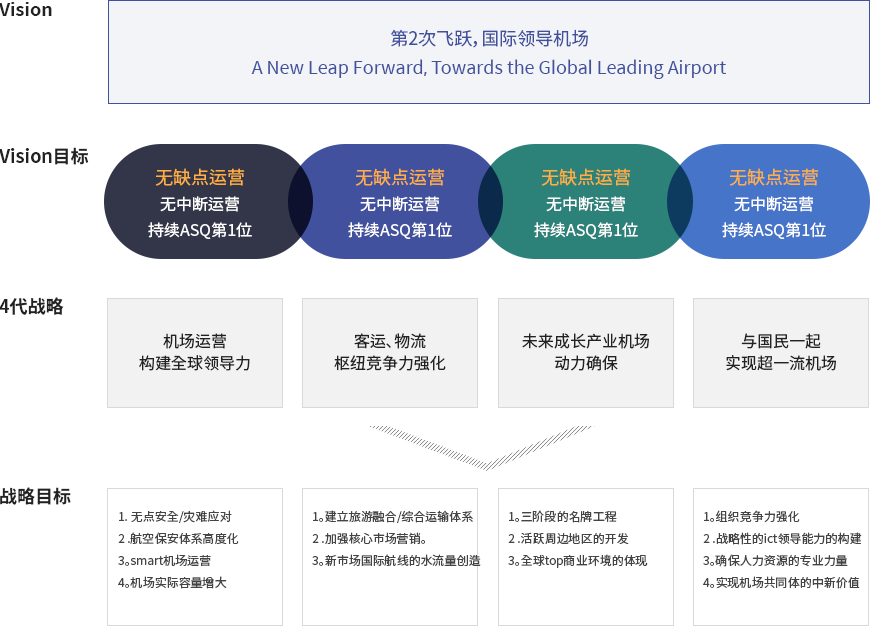 Vision
第2次飞跃, 国际领导机场
A New Leap Forward, Towards the Global Leading Airport
Vision目标
无缺点运营
无中断运营
持续ASQ第1位
无缺点运营
无中断运营
持续ASQ第1位
无缺点运营
无中断运营
持续ASQ第1位
无缺点运营
无中断运营
持续ASQ第1位
4代战略
机场运营
构建全球领导力
客运、物流
枢纽竞争力强化
未来成长产业机场
动力确保
与国民一起
实现超一流机场
战略目标
1. 无点安全/灾难应对
2 .航空保安体系高度化
3。smart机场运营
4。机场实际容量增大
1。建立旅游融合/综合运输体系
2 .加强核心市场营销。
3。新市场国际航线的水流量创造
1。三阶段的名牌工程
2 .活跃周边地区的开发
3。全球top商业环境的体现
1。组织竞争力强化
2 .战略性的ict领导能力的构建
3。确保人力资源的专业力量
4。实现机场共同体的中新价值